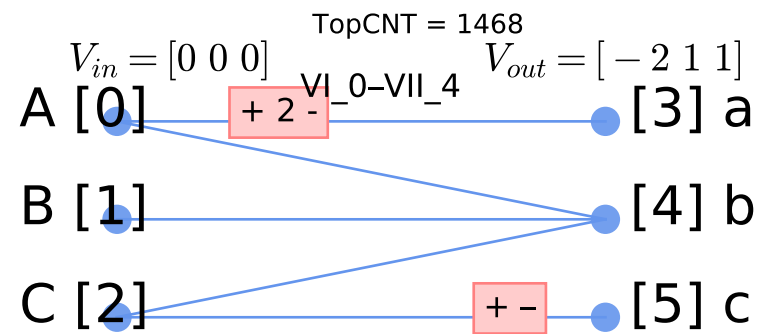 TopCNT = 1468
V_in = [0 0 0]
V_out = [ − 2 1 1]
VI_0–VII_4
A [0]
+ 2 -
[3] a
B [1]
[4] b
C [2]
+ –
[5] c